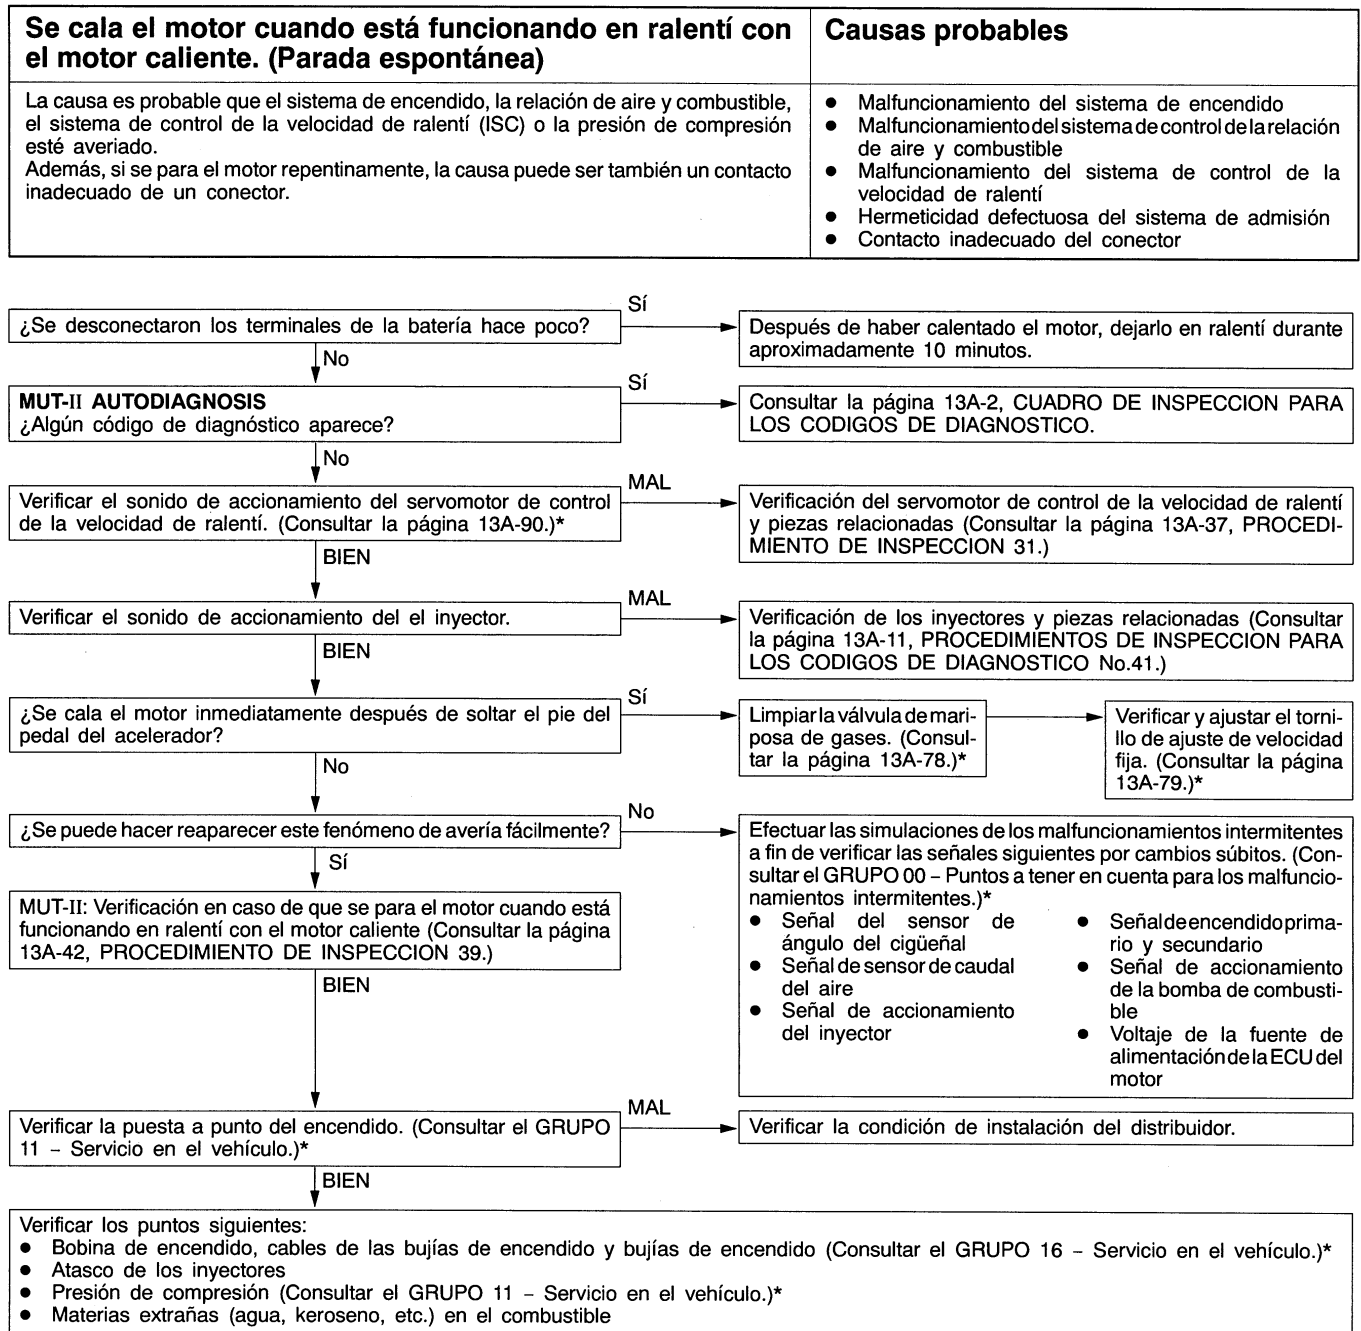 Se cala el motor cuando está funcionando en ralentí con
el motor caliente. (Parada espontánea)
Causas probables
La causa es probable que el sistema de encendido, la relación de aire y combustible,
el sistema de control de la velocidad de ralentí (ISC) o la presión de compresión
esté averiado.
Además, si se para el motor repentinamente, la causa puede ser también un contacto
inadecuado de un conector.
● Malfuncionamiento del sistema de encendido
● Malfuncionamiento del sistema de control de la relación
de aire y combustible
● Malfuncionamiento del sistema de control de la
velocidad de ralentí
● Hermeticidad defectuosa del sistema de admisión
● Contacto inadecuado del conector
¿Se desconectaron los terminales de la batería hace poco?
Sí
Después de haber calentado el motor, dejarlo en ralentí durante
aproximadamente 10 minutos.
No
MUT-II AUTODIAGNOSIS
¿Algún código de diagnóstico aparece?
Sí
Consultar la página 13A-2, CUADRO DE INSPECCION PARA
LOS CODIGOS DE DIAGNOSTICO.
No
Verificar el sonido de accionamiento del servomotor de control
de la velocidad de ralentí. (Consultar la página 13A-90.)*
MAL
Verificación del servomotor de control de la velocidad de ralentí
y piezas relacionadas (Consultar la página 13A-37, PROCEDI-
MIENTO DE INSPECCION 31.)
BIEN
Verificar el sonido de accionamiento del el inyector.
MAL
Verificación de los inyectores y piezas relacionadas (Consultar
la página 13A-11, PROCEDIMIENTOS DE INSPECCION PARA
LOS CODIGOS DE DIAGNOSTICO No.41.)
BIEN
¿Se cala el motor inmediatamente después de soltar el pie del
pedal del acelerador?
Sí
Limpiar la válvula de mari-
posa de gases. (Consul-
tar la página 13A-78.)*
Verificar y ajustar el torni-
llo de ajuste de velocidad
fija. (Consultar la página
13A-79.)*
No
¿Se puede hacer reaparecer este fenómeno de avería fácilmente?
No
Efectuar las simulaciones de los malfuncionamientos intermitentes
a fin de verificar las señales siguientes por cambios súbitos. (Con-
sultar el GRUPO 00 – Puntos a tener en cuenta para los malfuncio-
namientos intermitentes.)*
● Señal del sensor de
ángulo del cigüeñal
● Señal de sensor de caudal
del aire
● Señal de accionamiento
del inyector
● Señal de encendido prima-
rio y secundario
● Señal de accionamiento
de la bomba de combusti-
ble
● Voltaje de la fuente de
alimentación de la ECU del
motor
Sí
MUT-II: Verificación en caso de que se para el motor cuando está
funcionando en ralentí con el motor caliente (Consultar la página
13A-42, PROCEDIMIENTO DE INSPECCION 39.)
BIEN
Verificar la puesta a punto del encendido. (Consultar el GRUPO
11 – Servicio en el vehículo.)*
MAL
Verificar la condición de instalación del distribuidor.
BIEN
Verificar los puntos siguientes:
● Bobina de encendido, cables de las bujías de encendido y bujías de encendido (Consultar el GRUPO 16 – Servicio en el vehículo.)*
● Atasco de los inyectores
● Presión de compresión (Consultar el GRUPO 11 – Servicio en el vehículo.)*
● Materias extrañas (agua, keroseno, etc.) en el combustible